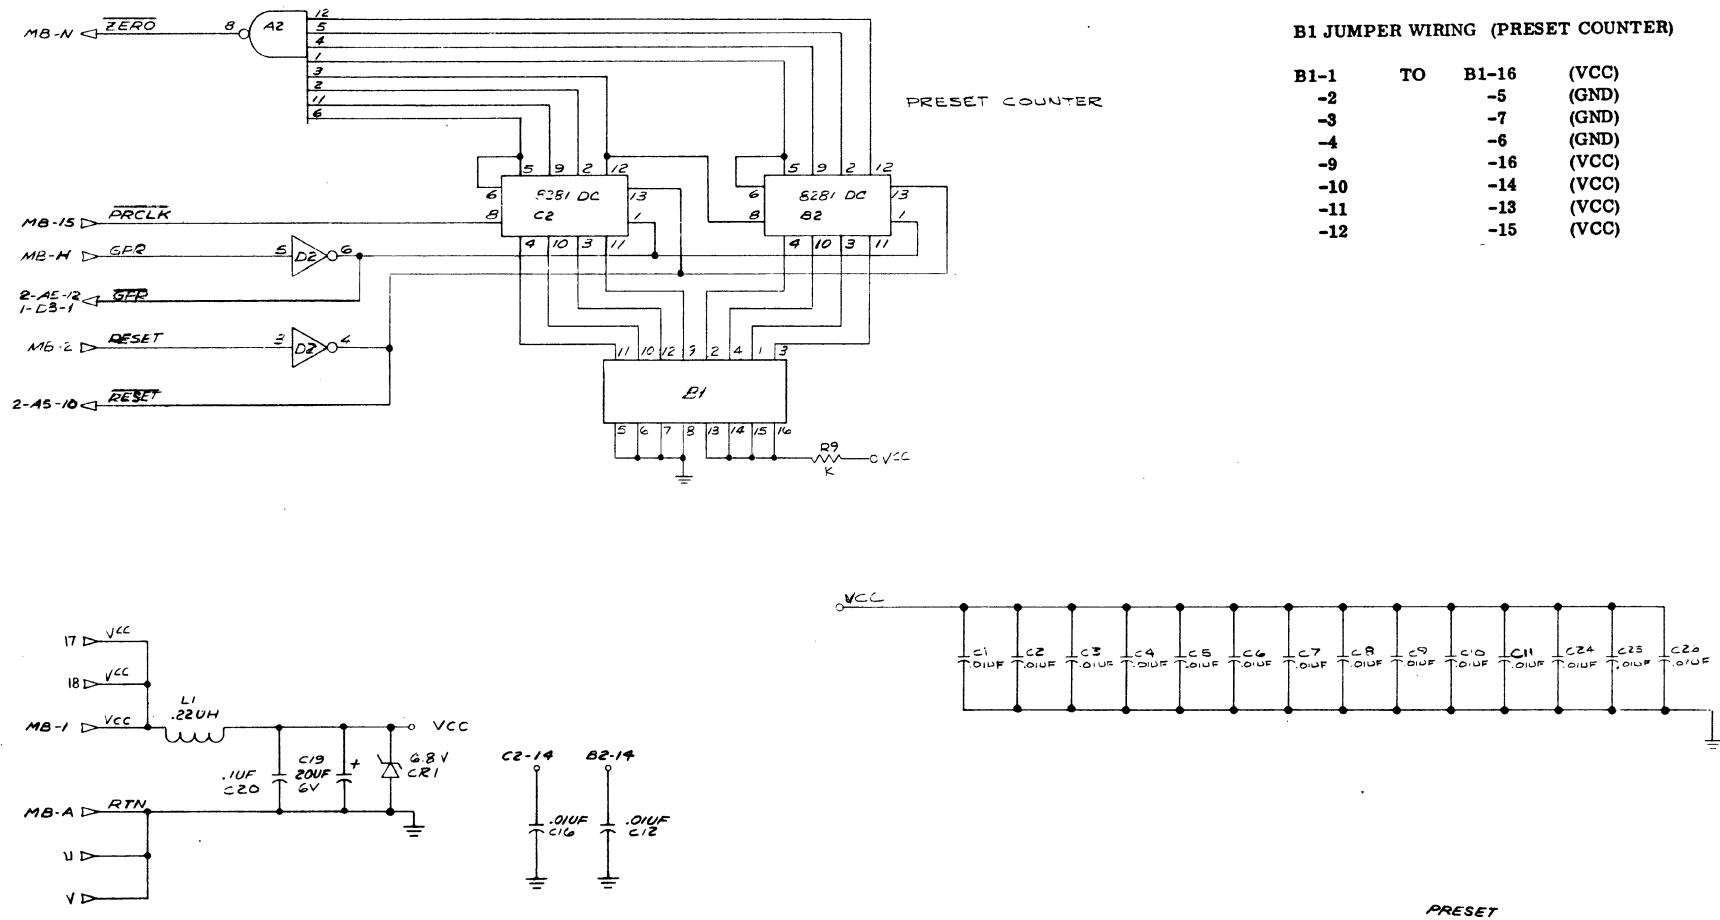 MB-N ZERO 8 A2
12
5
4
1
3
2
11
6
PRESET COUNTER
B1 JUMPER WIRING (PRESET COUNTER)
B1-1 TO B1-16 (VCC)
-2 -5 (GND)
-3 -7 (GND)
-4 -6 (GND)
-9 -16 (VCC)
-10 -14 (VCC)
-11 -13 (VCC)
-12 -15 (VCC)
5 9 2 12
6 8281 DC 13
8 C2 1
4 10 3 11
5 9 2 12
6 8281 DC 13
8 B2 1
4 10 3 11
MB-15 PRCLK
MB-H GPR 5 D2 6
2-A5-12 GPR
1-D3-1
MB-2 RESET 3 D2 4
2-A5-10 RESET
11 10 12 9 2 4 1 3
B1
5 6 7 8 13 14 15 16
R9
K
VCC
VCC
C1 .01UF
C2 .01UF
C3 .01UF
C4 .01UF
C5 .01UF
C6 .01UF
C7 .01UF
C8 .01UF
C9 .01UF
C10 .01UF
C11 .01UF
C24 .01UF
C25 .01UF
C26 .01UF
17 VCC
18 VCC
L1
.22UH
MB-1 VCC
VCC
.1UF
C20
C19
20UF
6V
+
6.8V
CR1
MB-A RTN
U
V
C2-14
.01UF
C16
B2-14
.01UF
C12
PRESET